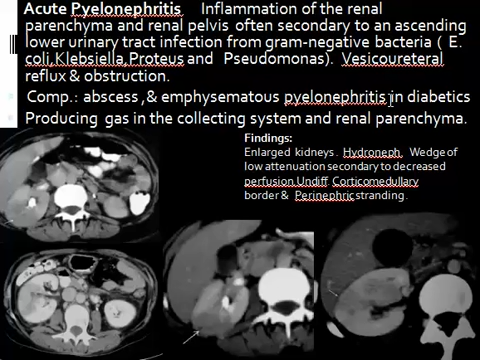 Acute Pyelonephritis Inflammation of the renal
parenchyma and renal pelvis often secondary to an ascending
lower urinary tract infection from gram-negative bacteria ( E.
coli,Klebsiella,Proteus and Pseudomonas). Vesicoureteral
reflux & obstruction.
Comp.: abscess ,& emphysematous pyelonephritis in diabetics
Producing gas in the collecting system and renal parenchyma.
Findings:
Enlarged kidneys. Hydroneph. Wedge of
low attenuation secondary to decreased
perfusion.Undiff. Corticomedullary
border & Perinephric stranding.